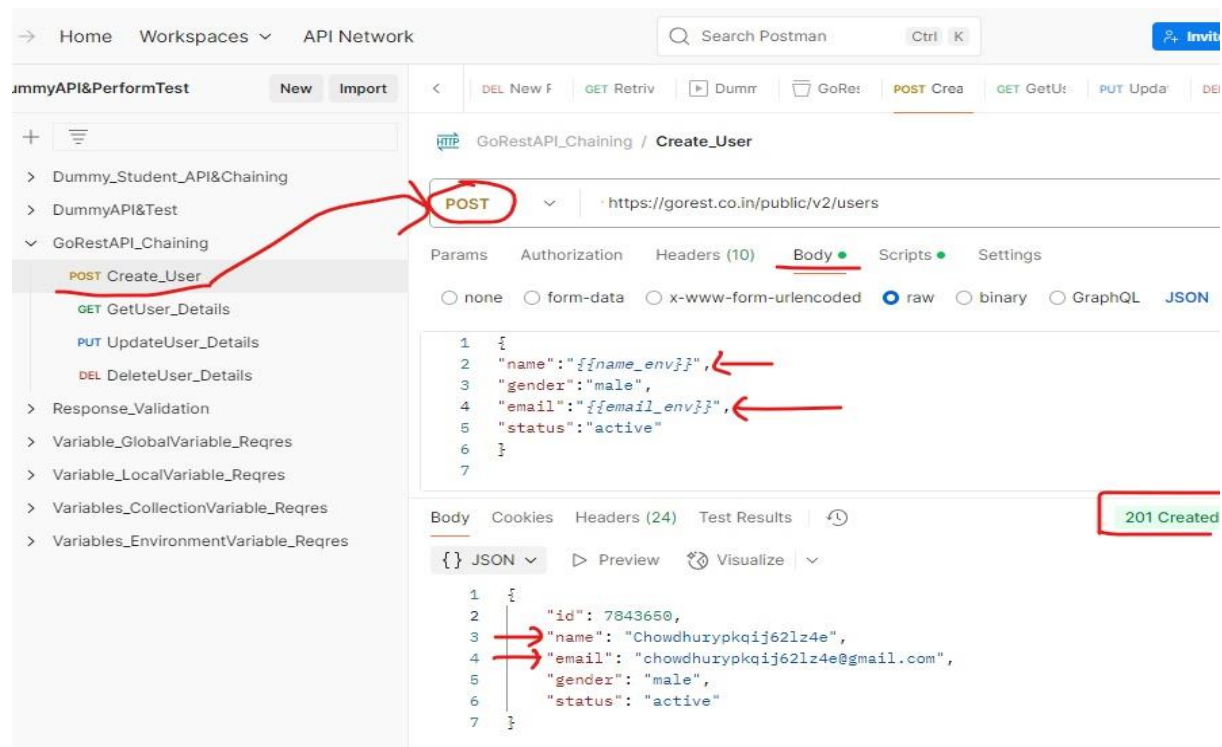 Home Workspaces API Network Search Postman Ctrl K Invite
ummyAPI&PerformTest New Import DEL New F GET Retriv Dumm GoRes POST Crea GET GetUs PUT Updat DEL
HTTP GoRestAPI_Chaining / Create_User
Dummy_Student_API&Chaining
DummyAPI&Test
GoRestAPI_Chaining
POST Create_User
GET GetUser_Details
PUT UpdateUser_Details
DEL DeleteUser_Details
Response_Validation
Variable_GlobalVariable_Reqres
Variable_LocalVariable_Reqres
Variables_CollectionVariable_Reqres
Variables_EnvironmentVariable_Reqres
POST https://gorest.co.in/public/v2/users
Params Authorization Headers (10) Body Scripts Settings
none form-data x-www-form-urlencoded raw binary GraphQL JSON
1 {
2 "name":"{{name_env}}",
3 "gender":"male",
4 "email":"{{email_env}}",
5 "status":"active"
6 }
7
Body Cookies Headers (24) Test Results 201 Created
{} JSON Preview Visualize
1 {
2 "id": 7843650,
3 "name": "Chowdhurypkqij62lz4e",
4 "email": "chowdhurypkqij62lz4e@gmail.com",
5 "gender": "male",
6 "status": "active"
7 }